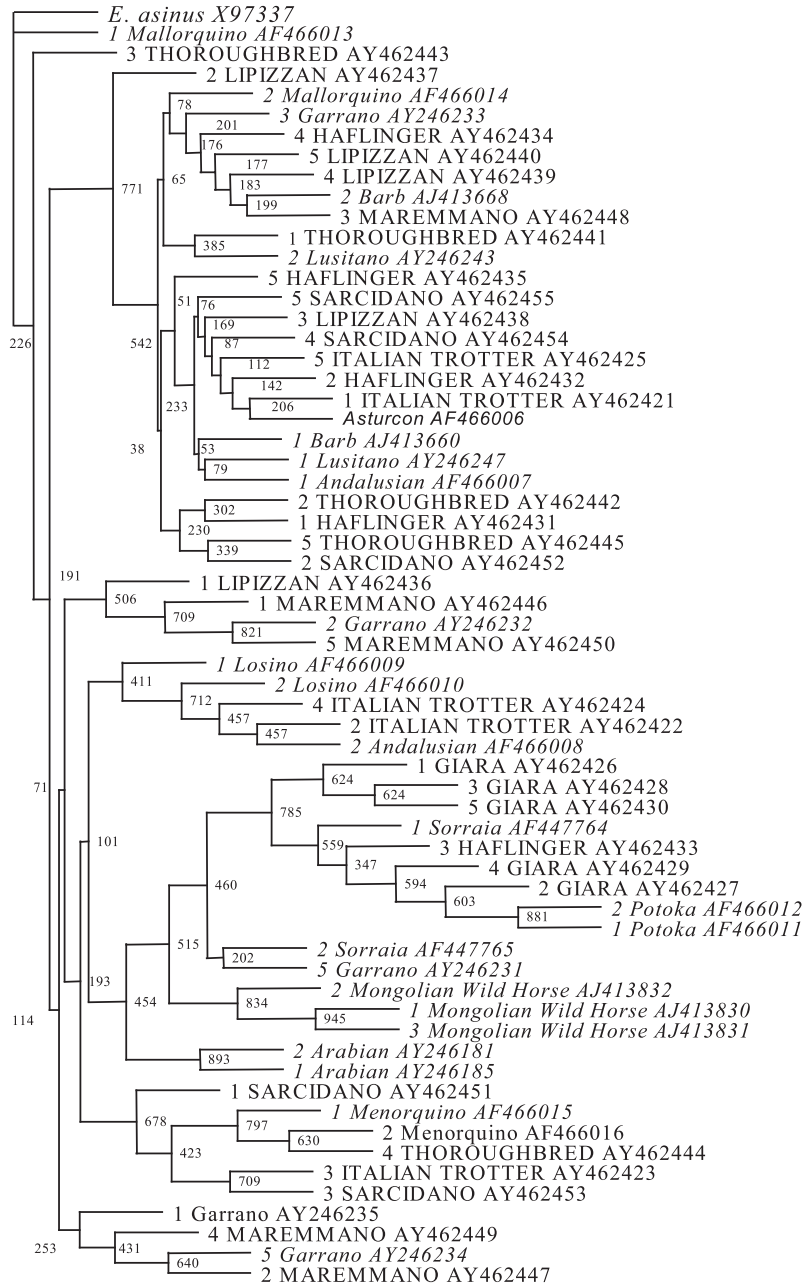 E. asinus X97337
1 Mallorquino AF466013
3 THOROUGHBRED AY462443
2 LIPIZZAN AY462437
2 Mallorquino AF466014
78
3 Garrano AY246233
201
4 HAFLINGER AY462434
176
5 LIPIZZAN AY462440
177
4 LIPIZZAN AY462439
65
183
771
2 Barb AJ413668
199
3 MAREMMANO AY462448
1 THOROUGHBRED AY462441
385
2 Lusitano AY246243
5 HAFLINGER AY462435
5 SARCIDANO AY462455
51
76
3 LIPIZZAN AY462438
169
4 SARCIDANO AY462454
226
542
87
5 ITALIAN TROTTER AY462425
112
2 HAFLINGER AY462432
142
1 ITALIAN TROTTER AY462421
233
206
Asturcon AF466006
1 Barb AJ413660
38
53
1 Lusitano AY246247
79
1 Andalusian AF466007
2 THOROUGHBRED AY462442
302
1 HAFLINGER AY462431
230
5 THOROUGHBRED AY462445
339
2 SARCIDANO AY462452
191
1 LIPIZZAN AY462436
506
1 MAREMMANO AY462446
709
2 Garrano AY246232
821
5 MAREMMANO AY462450
1 Losino AF466009
411
2 Losino AF466010
712
4 ITALIAN TROTTER AY462424
457
2 ITALIAN TROTTER AY462422
457
2 Andalusian AF466008
1 GIARA AY462426
624
3 GIARA AY462428
71
624
5 GIARA AY462430
785
1 Sorraia AF447764
101
559
3 HAFLINGER AY462433
347
4 GIARA AY462429
460
594
2 GIARA AY462427
603
2 Potoka AF466012
881
1 Potoka AF466011
515
2 Sorraia AF447765
202
5 Garrano AY246231
193
2 Mongolian Wild Horse AJ413832
454
834
1 Mongolian Wild Horse AJ413830
114
945
3 Mongolian Wild Horse AJ413831
2 Arabian AY246181
893
1 Arabian AY246185
1 SARCIDANO AY462451
678
1 Menorquino AF466015
797
2 Menorquino AF466016
630
423
4 THOROUGHBRED AY462444
3 ITALIAN TROTTER AY462423
709
3 SARCIDANO AY462453
1 Garrano AY246235
4 MAREMMANO AY462449
253
431
5 Garrano AY246234
640
2 MAREMMANO AY462447